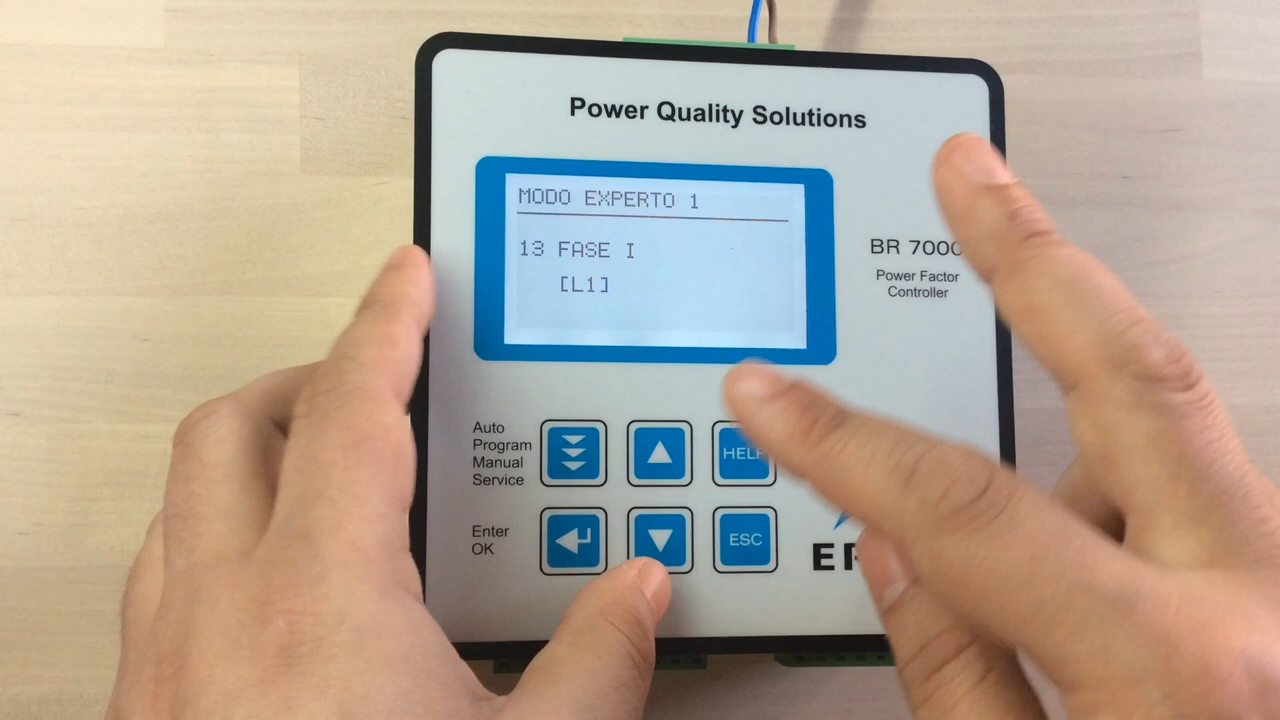 Power Quality Solutions
MODO EXPERTO 1
13 FASE I
[L1]
BR 7000
Power Factor
Controller
Auto
Program
Manual
Service
HELP
Enter
OK
ESC